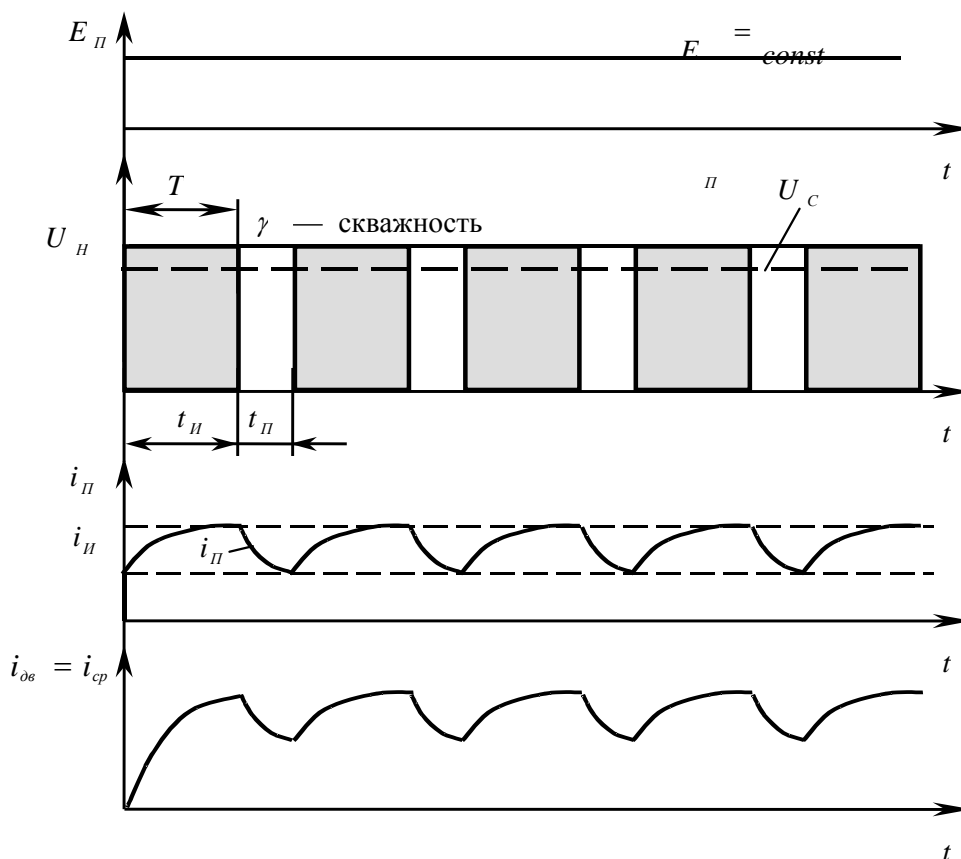 E П
E = const
t
T
П
U C
γ — скважность
U Н
t И
t П
t
i П
i И
i П
t
i дв = i ср
t